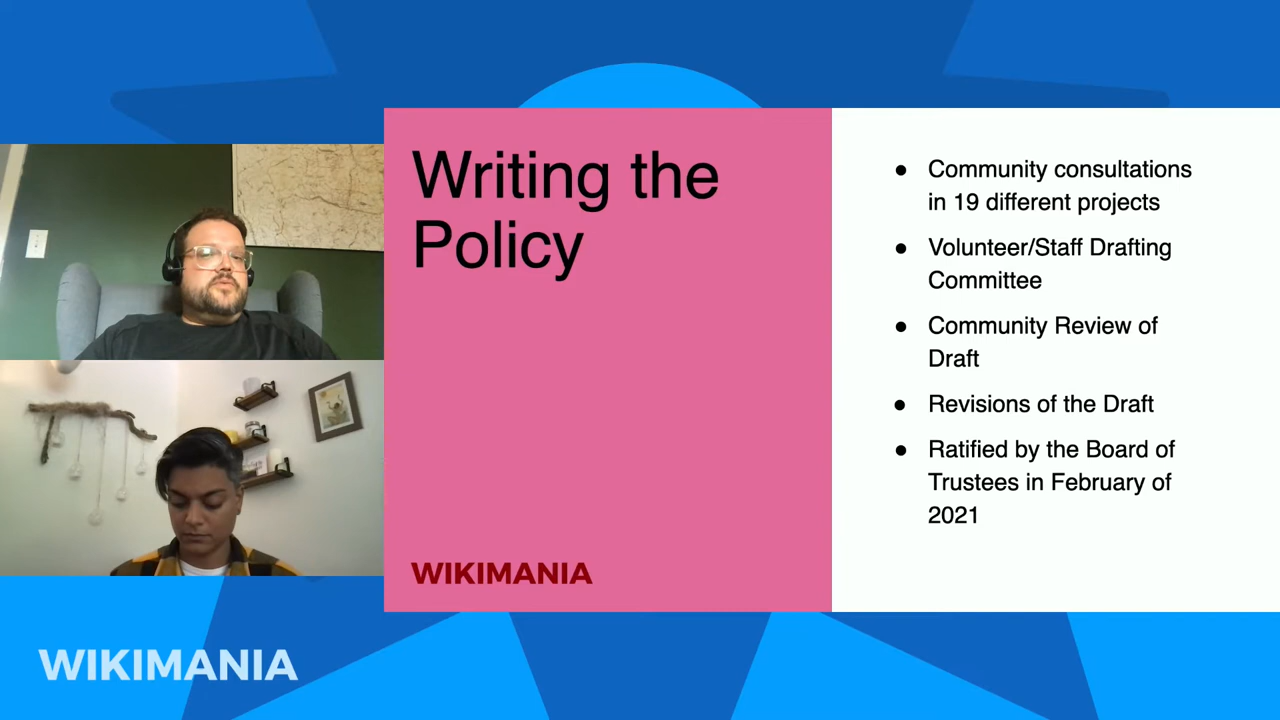 Writing the
Policy
WIKIMANIA
● Community consultations
in 19 different projects
● Volunteer/Staff Drafting
Committee
● Community Review of
Draft
● Revisions of the Draft
● Ratified by the Board of
Trustees in February of
2021
WIKIMANIA